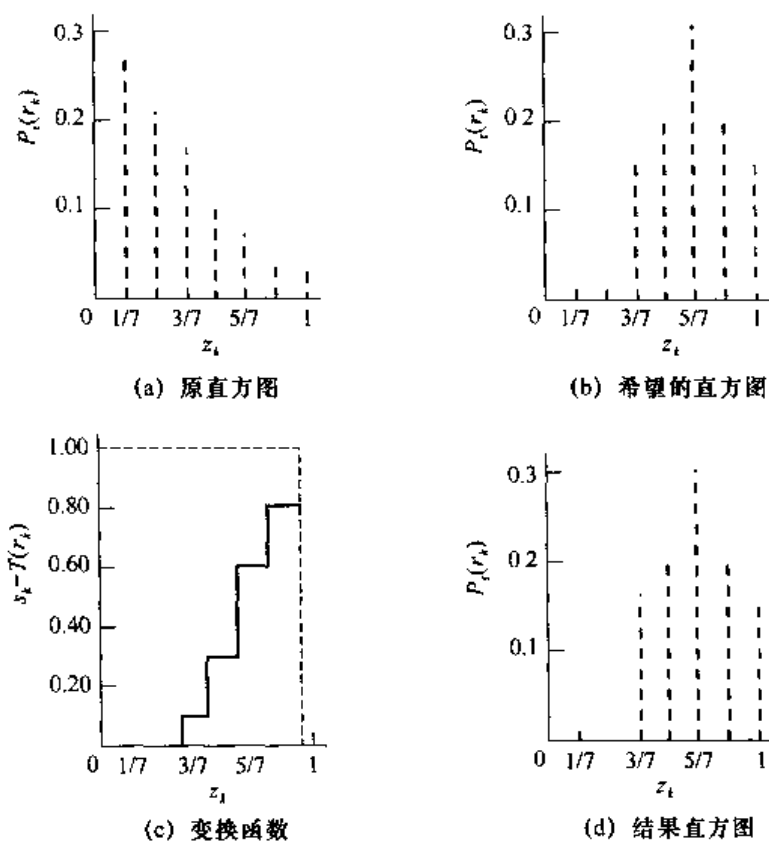 0.3
0.2
0.1
P_t(r_k)
0 1/7 3/7 5/7 1
z_k
(a) 原直方图
0.3
0.2
0.1
P_t(r_k)
0 1/7 3/7 5/7 1
z_k
(b) 希望的直方图
1.00
0.80
0.60
0.40
0.20
s_k-T(r_k)
0 1/7 3/7 5/7 1
z_1
(c) 变换函数
0.3
0.2
0.1
P_t(r_k)
0 1/7 3/7 5/7 1
z_k
(d) 结果直方图